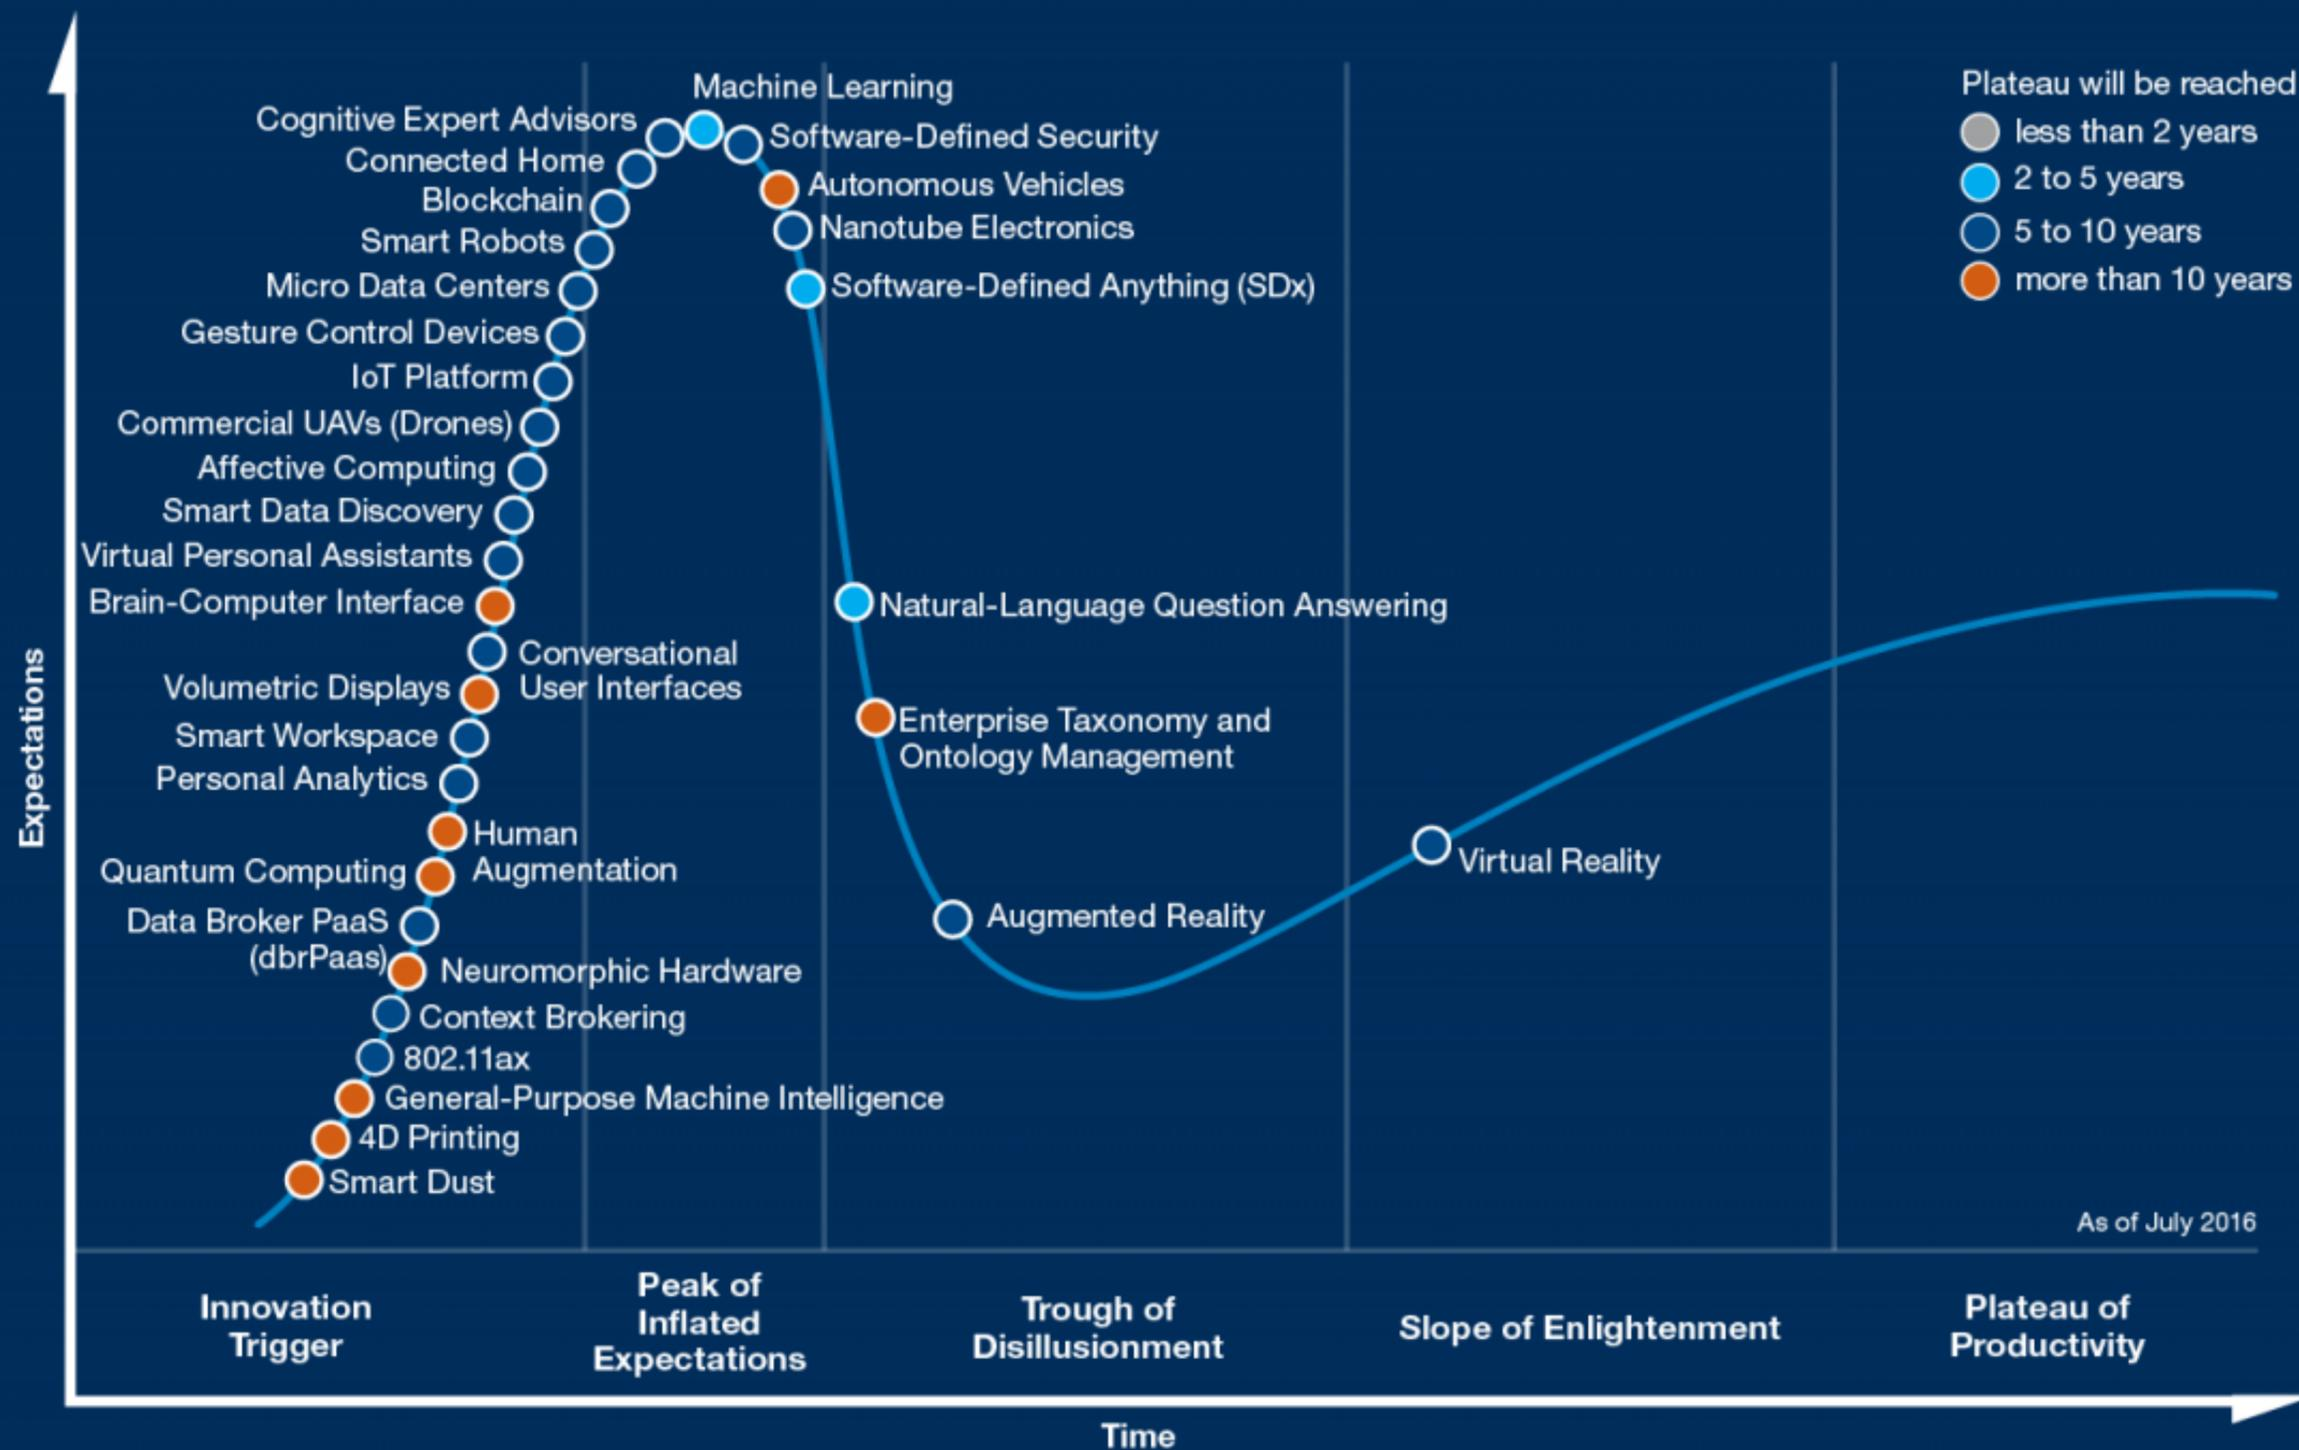 Machine Learning
Cognitive Expert Advisors
Software-Defined Security
Connected Home
Autonomous Vehicles
Blockchain
Nanotube Electronics
Smart Robots
Micro Data Centers
Software-Defined Anything (SDx)
Gesture Control Devices
IoT Platform
Commercial UAVs (Drones)
Affective Computing
Smart Data Discovery
Virtual Personal Assistants
Brain-Computer Interface
Natural-Language Question Answering
Conversational
User Interfaces
Volumetric Displays
Smart Workspace
Enterprise Taxonomy and
Ontology Management
Personal Analytics
Human
Augmentation
Quantum Computing
Virtual Reality
Data Broker PaaS
(dbrPaas)
Augmented Reality
Neuromorphic Hardware
Context Brokering
802.11ax
General-Purpose Machine Intelligence
4D Printing
Smart Dust
Plateau will be reached
less than 2 years
2 to 5 years
5 to 10 years
more than 10 years
As of July 2016
Expectations
Innovation
Trigger
Peak of
Inflated
Expectations
Trough of
Disillusionment
Slope of Enlightenment
Plateau of
Productivity
Time